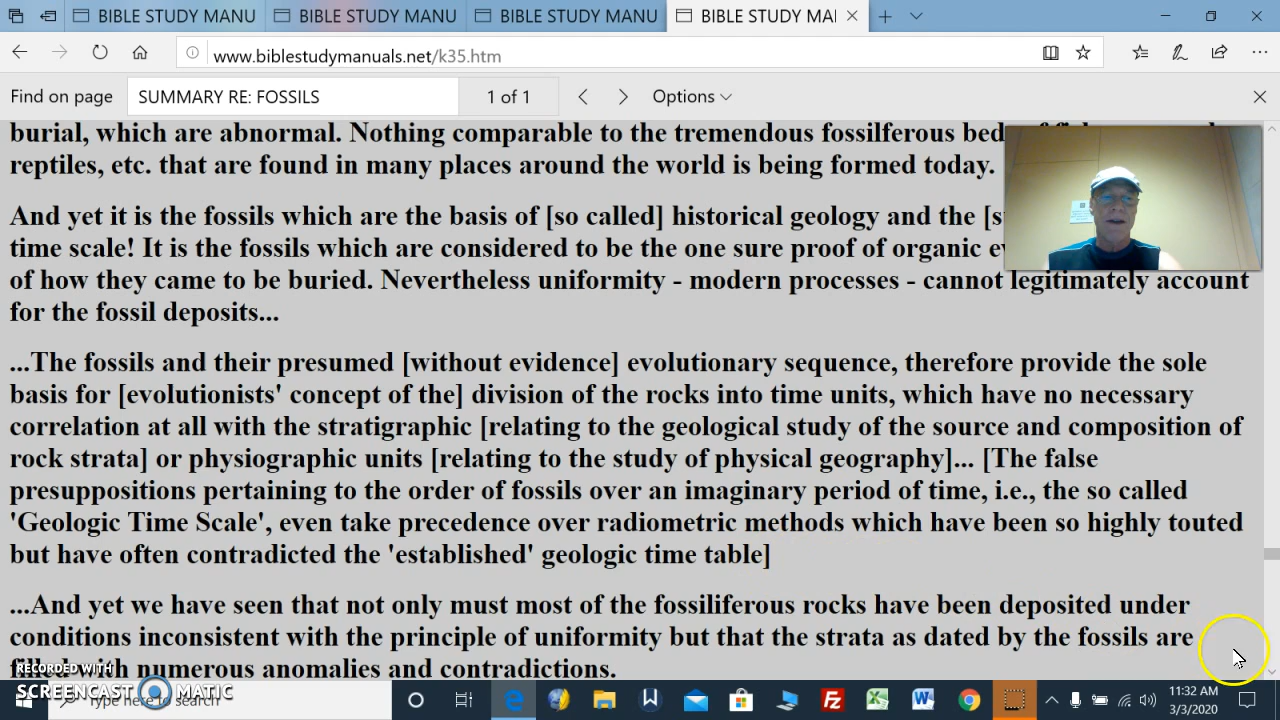 BIBLE STUDY MANU BIBLE STUDY MANU BIBLE STUDY MANU BIBLE STUDY MA
www.biblestudymanuals.net/k35.htm
Find on page SUMMARY RE: FOSSILS 1 of 1 Options
burial, which are abnormal. Nothing comparable to the tremendous fossilferous
reptiles, etc. that are found in many places around the world is being formed today.
And yet it is the fossils which are the basis of [so called] historical geology and the
time scale! It is the fossils which are considered to be the one sure proof of organic
of how they came to be buried. Nevertheless uniformity - modern processes - cannot legitimately account
for the fossil deposits...
...The fossils and their presumed [without evidence] evolutionary sequence, therefore provide the sole
basis for [evolutionists' concept of the] division of the rocks into time units, which have no necessary
correlation at all with the stratigraphic [relating to the geological study of the source and composition of
rock strata] or physiographic units [relating to the study of physical geography]... [The false
presuppositions pertaining to the order of fossils over an imaginary period of time, i.e., the so called
'Geologic Time Scale', even take precedence over radiometric methods which have been so highly touted
but have often contradicted the 'established' geologic time table]
...And yet we have seen that not only must most of the fossiliferous rocks have been deposited under
conditions inconsistent with the principle of uniformity but that the strata as dated by the fossils are
filled with numerous anomalies and contradictions.
RECORDED WITH
SCREENCAST MATIC
Type here to search
11:32 AM
3/3/2020